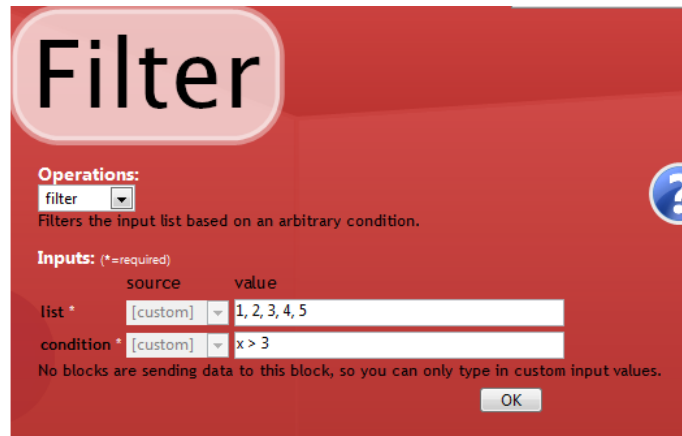 Filter
Operations:
filter
Filters the input list based on an arbitrary condition.
Inputs: (*=required)
source value
list * [custom] 1, 2, 3, 4, 5
condition * [custom] x > 3
No blocks are sending data to this block, so you can only type in custom input values.
OK
?